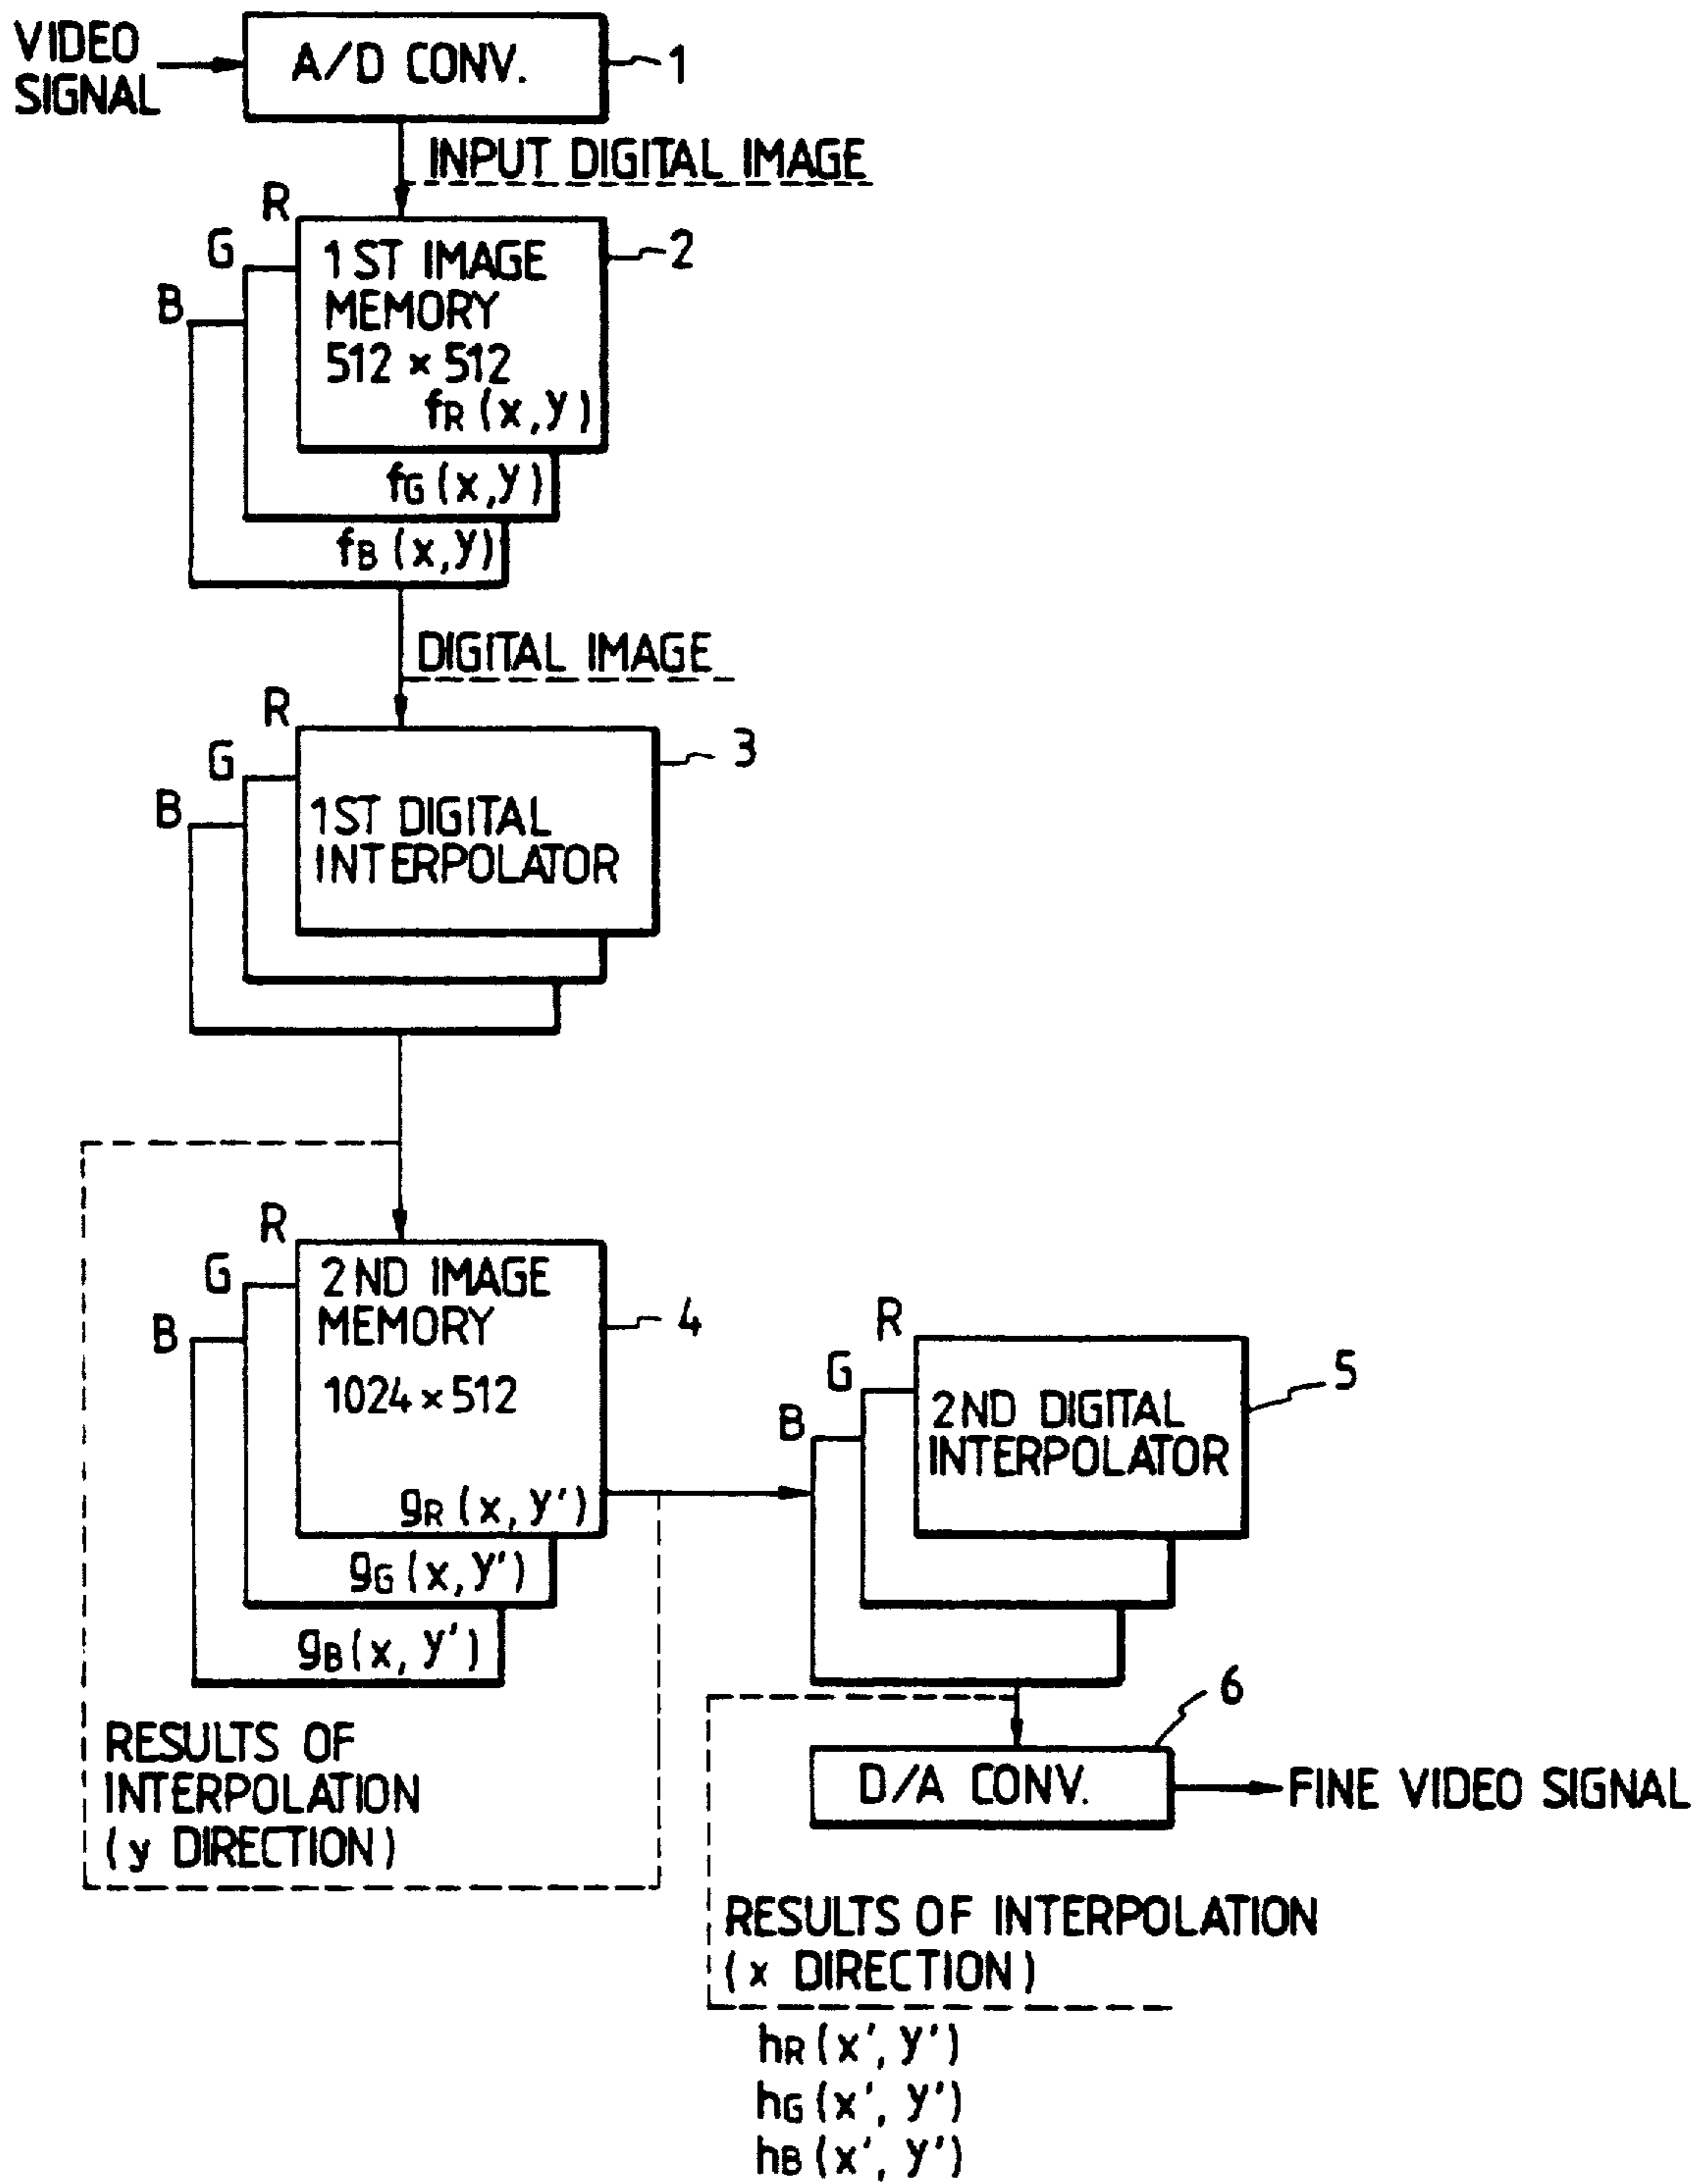 VIDEO
SIGNAL
A/D CONV.
1
INPUT DIGITAL IMAGE
R
G
B
1ST IMAGE
MEMORY
512 × 512
fR (x,y)
fG (x,y)
fB (x,y)
2
DIGITAL IMAGE
R
G
B
1ST DIGITAL
INTERPOLATOR
3
R
G
B
2ND IMAGE
MEMORY
1024 × 512
gR (x, y')
gG (x, y')
gB (x, y')
4
RESULTS OF
INTERPOLATION
(y DIRECTION)
R
G
B
2ND DIGITAL
INTERPOLATOR
5
6
D/A CONV.
FINE VIDEO SIGNAL
RESULTS OF INTERPOLATION
(x DIRECTION)
hR (x', y')
hG (x', y')
hB (x', y')